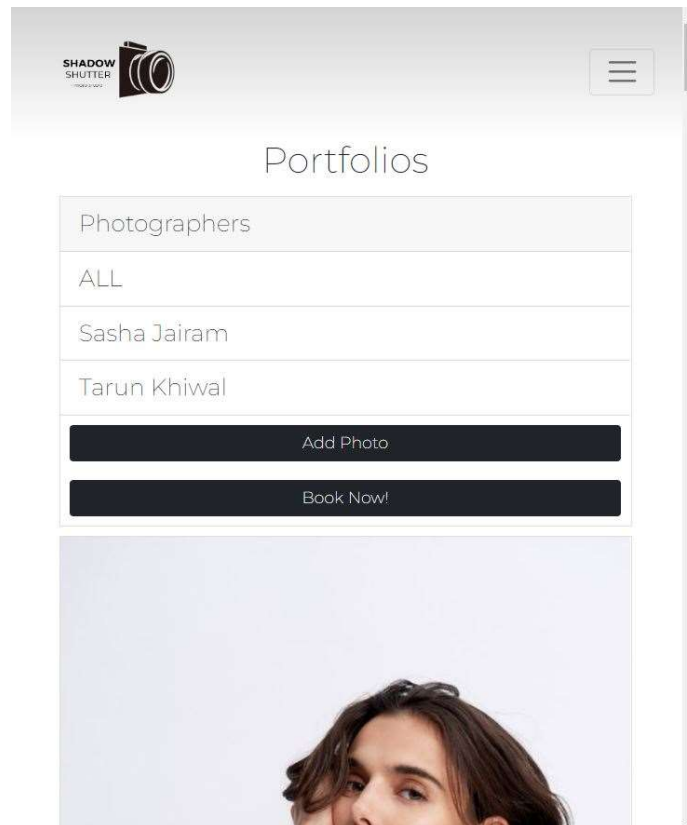 SHADOW
SHUTTER
Portfolios
Photographers
ALL
Sasha Jairam
Tarun Khiwal
Add Photo
Book Now!